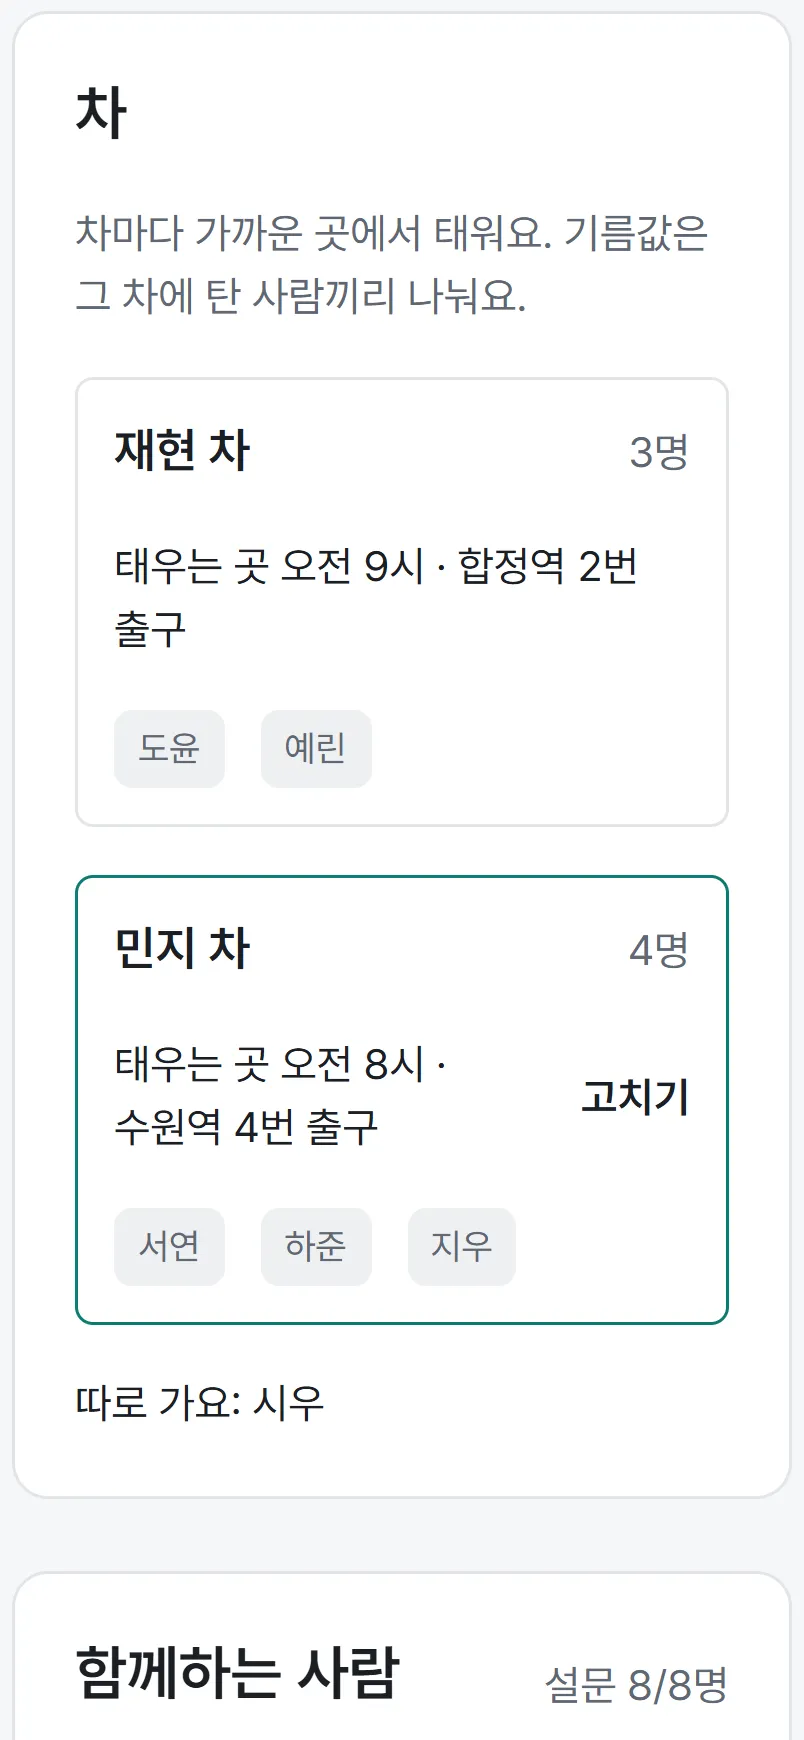 차
차마다 가까운 곳에서 태워요. 기름값은
그 차에 탄 사람끼리 나눠요.
재현 차 3명
태우는 곳 오전 9시 · 합정역 2번
출구
도윤 예린
민지 차 4명
태우는 곳 오전 8시 ·
수원역 4번 출구
고치기
서연 하준 지우
따로 가요: 시우
함께하는 사람 설문 8/8명